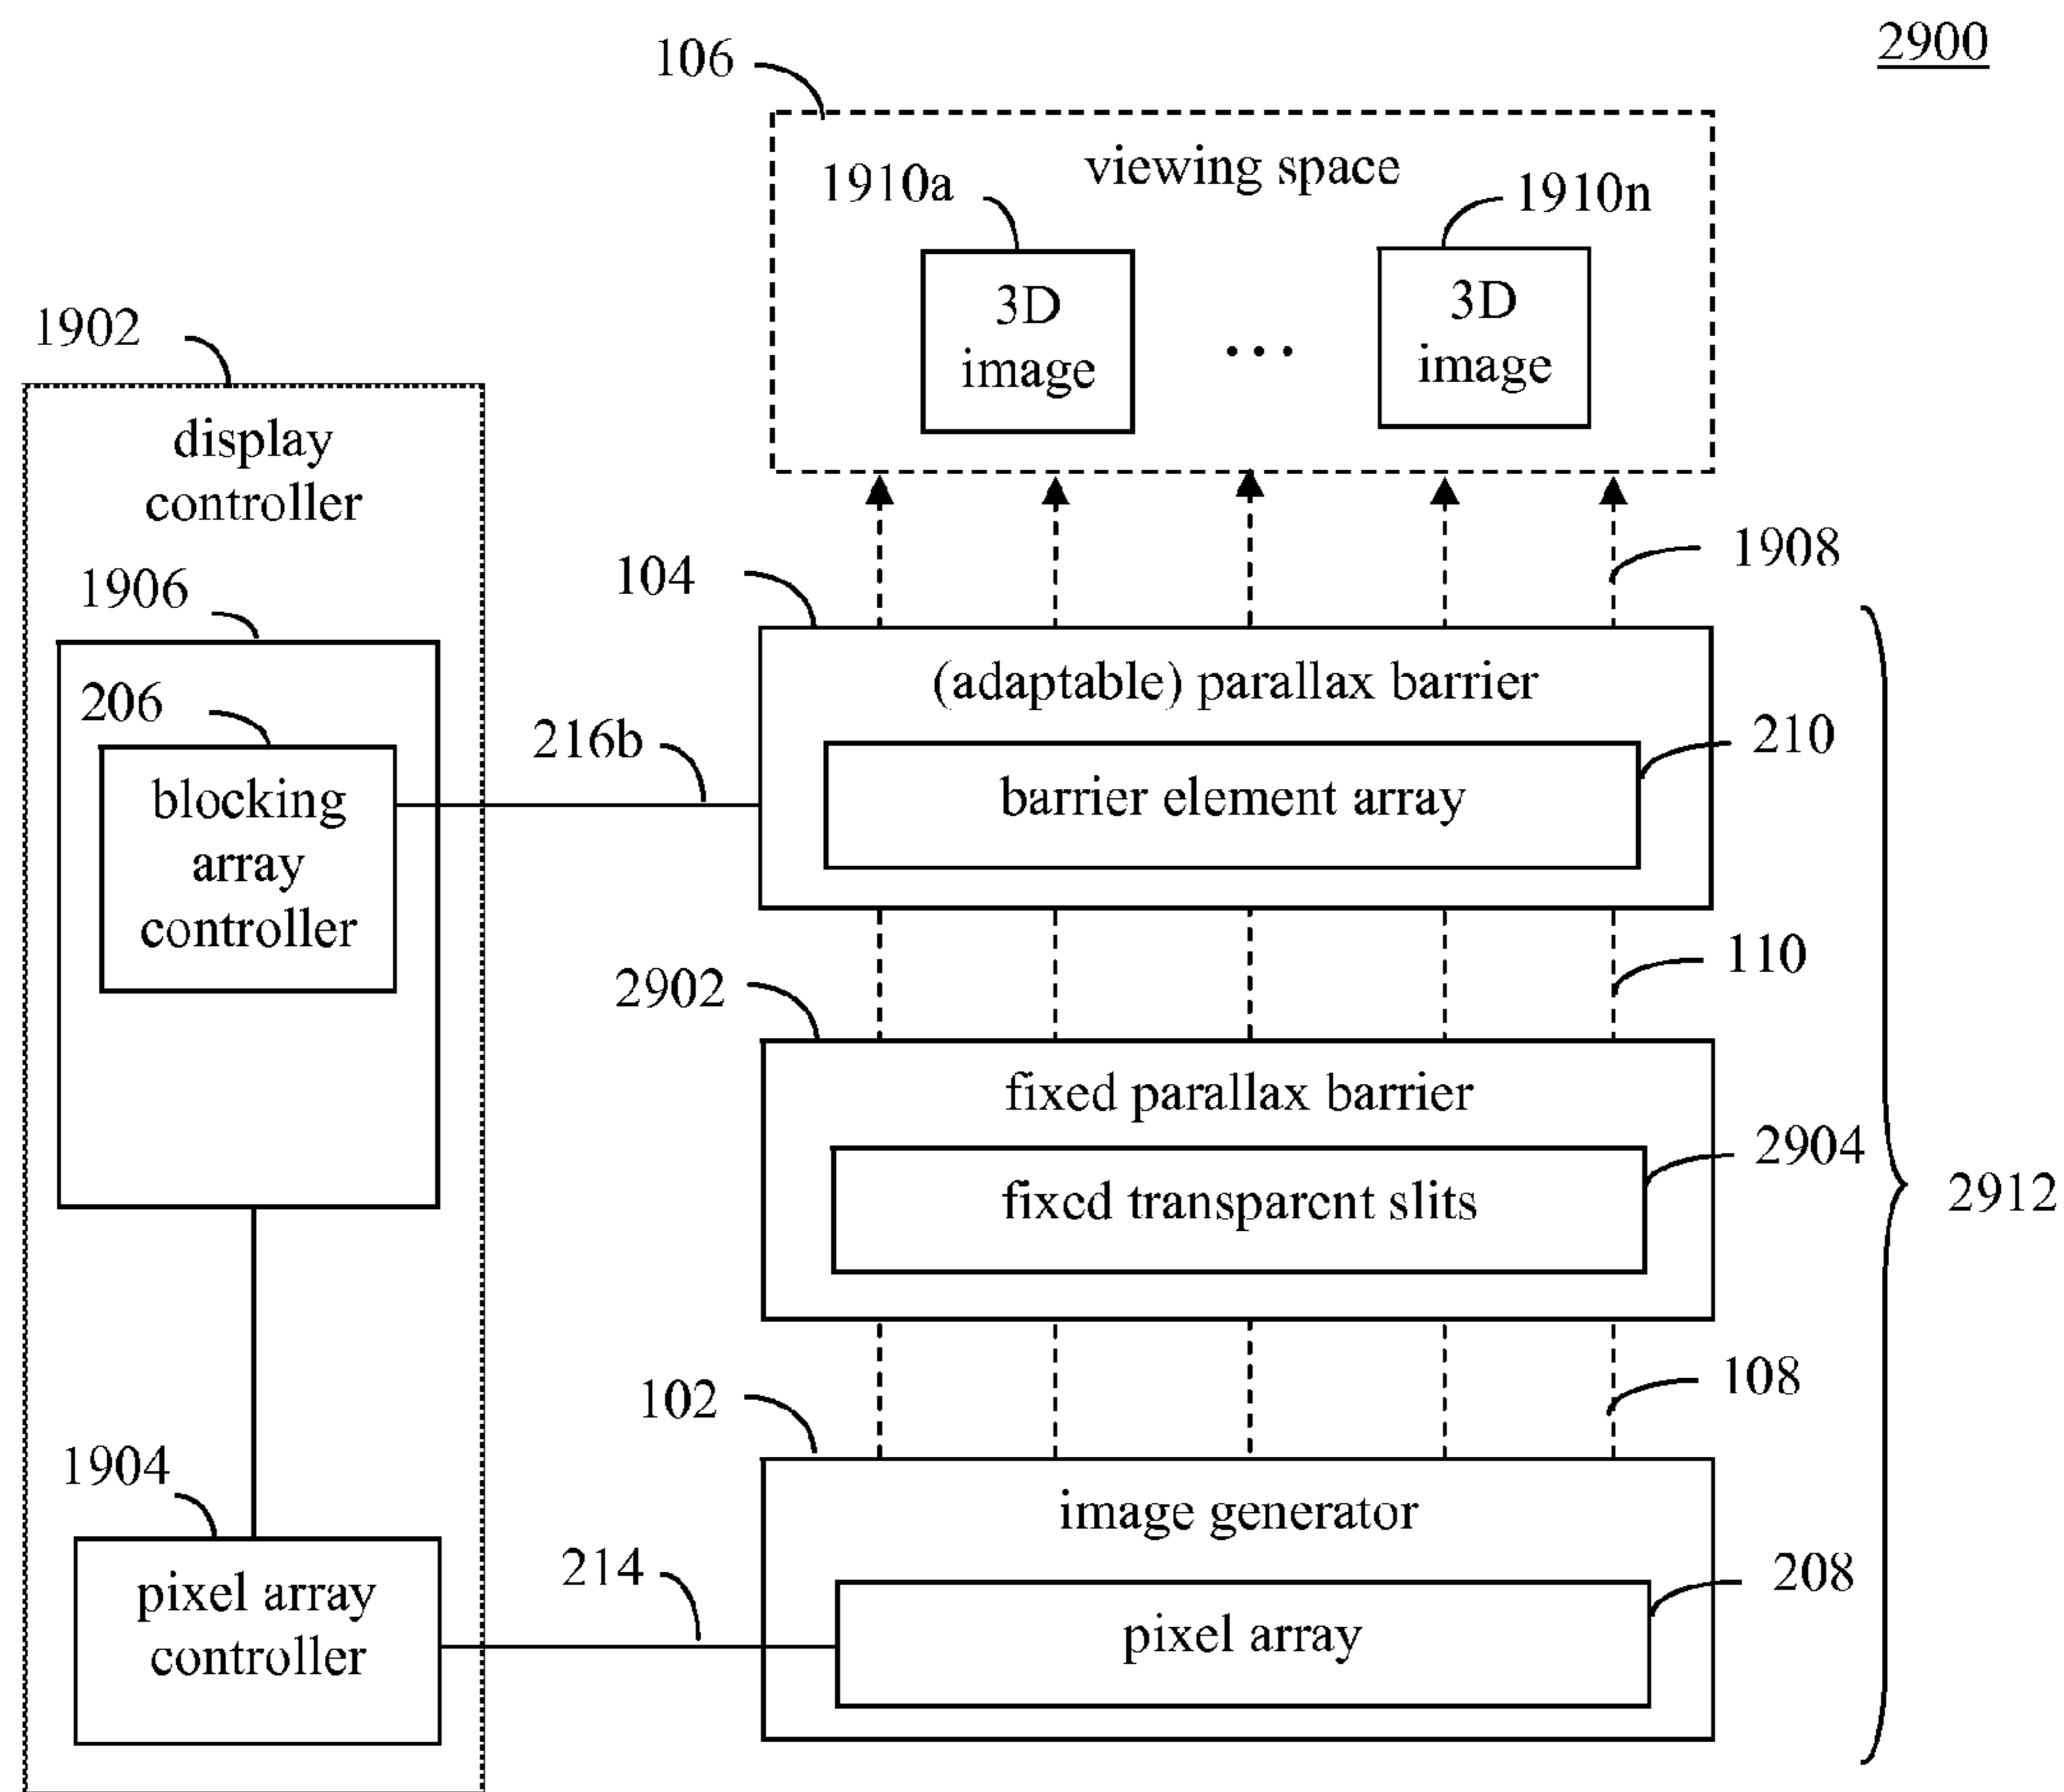 2900
106
viewing space
1910a
1910n
3D
image
...
3D
image
1902
display
controller
1908
104
1906
(adaptable) parallax barrier
206
216b
210
blocking
array
controller
barrier element array
110
2902
fixed parallax barrier
2904
fixed transparent slits
2912
108
102
1904
image generator
214
208
pixel array
controller
pixel array